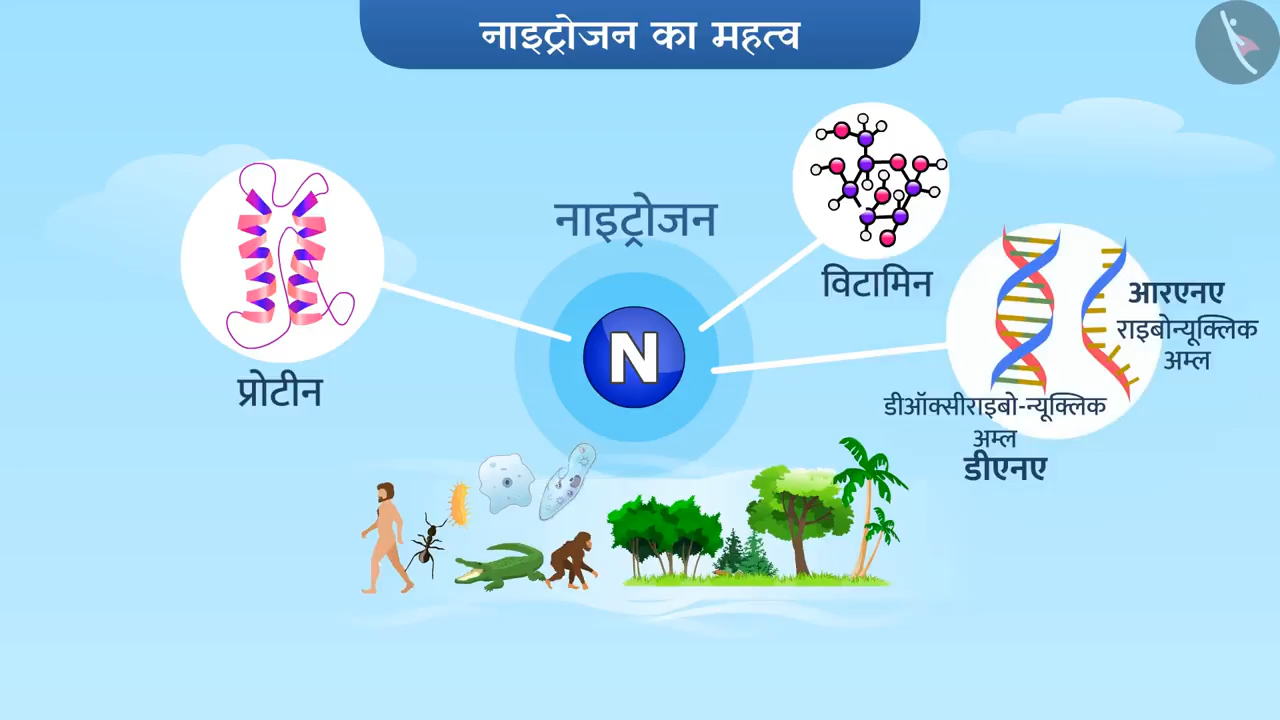 नाइट्रोजन का महत्व
नाइट्रोजन
N
प्रोटीन
विटामिन
आरएनए
राइबोन्यूक्लिक
अम्ल
डीऑक्सीराइबो-न्यूक्लिक
अम्ल
डीएनए